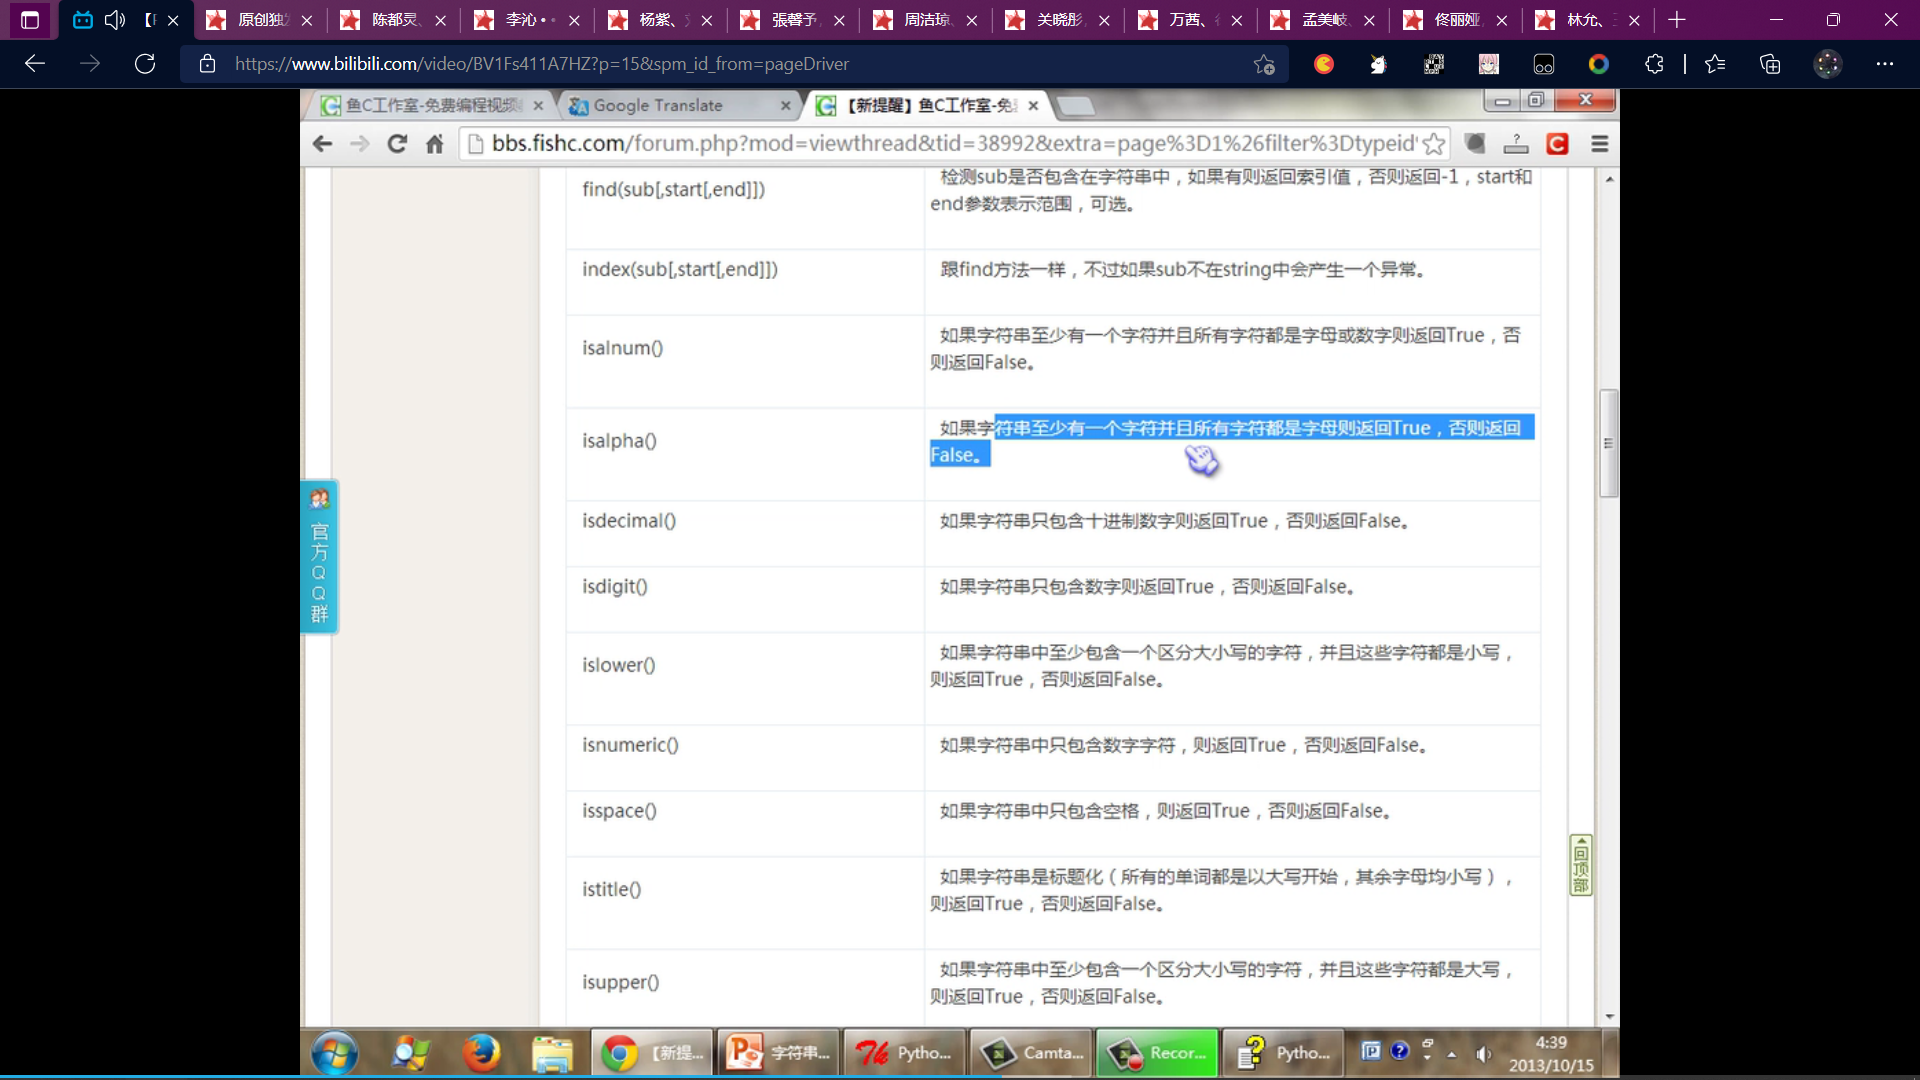 原创独 陈都灵、 李沁 • • 杨紫、 張韾予 周洁琼、 关晓彤 万茜、 孟美岐、 佟丽娅 林允、
https://www.bilibili.com/video/BV1Fs411A7HZ?p=15&spm_id_from=pageDriver
鱼C工作室-免费编程视频 Google Translate 【新提醒】鱼C工作室-免
bbs.fishc.com/forum.php?mod=viewthread&tid=38992&extra=page%3D1%26filter%3Dtypeid
find(sub[,start[,end]]) 检测sub是否包含在字符串中，如果有则返回索引值，否则返回-1，start和
end参数表示范围，可选。
index(sub[,start[,end]]) 跟find方法一样，不过如果sub不在string中会产生一个异常。
isalnum() 如果字符串至少有一个字符并且所有字符都是字母或数字则返回True，否
则返回False。
isalpha() 如果字符串至少有一个字符并且所有字符都是字母则返回True，否则返回
False。
官方QQ群
isdecimal() 如果字符串只包含十进制数字则返回True，否则返回False。
isdigit() 如果字符串只包含数字则返回True，否则返回False。
islower() 如果字符串中至少包含一个区分大小写的字符，并且这些字符都是小写，
则返回True，否则返回False。
isnumeric() 如果字符串中只包含数字字符，则返回True，否则返回False。
isspace() 如果字符串中只包含空格，则返回True，否则返回False。
回顶部
istitle() 如果字符串是标题化（所有的单词都是以大写开始，其余字母均小写），
则返回True，否则返回False。
isupper() 如果字符串中至少包含一个区分大小写的字符，并且这些字符都是大写，
则返回True，否则返回False。
【新提... 字符串... Pytho... Camta... Recor... Pytho... 4:39
2013/10/15